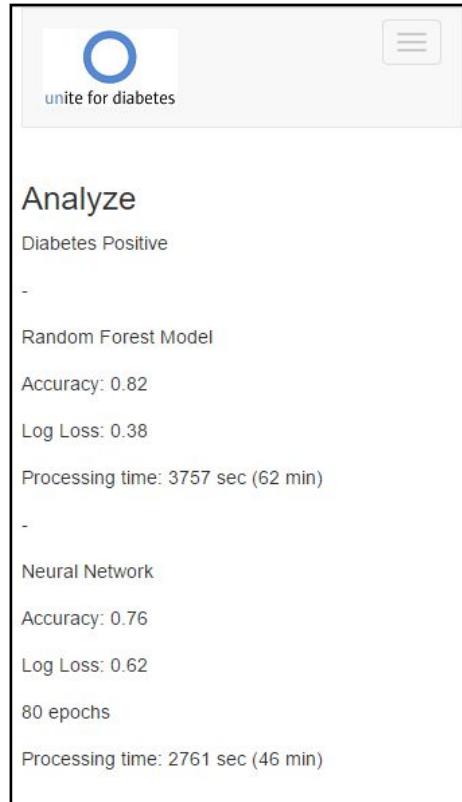 unite for diabetes
Analyze
Diabetes Positive
-
Random Forest Model
Accuracy: 0.82
Log Loss: 0.38
Processing time: 3757 sec (62 min)
-
Neural Network
Accuracy: 0.76
Log Loss: 0.62
80 epochs
Processing time: 2761 sec (46 min)